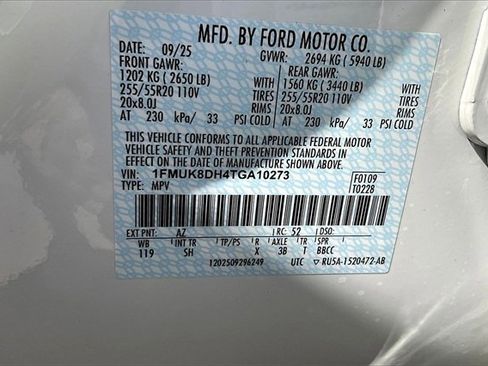 MFD. BY FORD MOTOR CO.
DATE: 09/25 GVWR: 2694 KG ( 5940 LB)
FRONT GAWR: REAR GAWR:
1202 KG ( 2650 LB) WITH 1560 KG ( 3440 LB) WITH
255/55R20 110V TIRES 255/55R20 110V TIRES
20x8.0J RIMS 20x8.0J RIMS
AT 230 kPa/ 33 PSI COLD AT 230 kPa/ 33 PSI COLD
THIS VEHICLE CONFORMS TO ALL APPLICABLE FEDERAL MOTOR
VEHICLE SAFETY AND THEFT PREVENTION STANDARDS IN
EFFECT ON THE DATE OF MANUFACTURE SHOWN ABOVE.
VIN: 1FMUK8DH4TGA10273 F0109
TYPE: MPV T0228
EXT PNT: AZ RC: 52 DSO:
WB INT TR TP/PS R AXLE TR SPR
119 SH X 3B T BBCC
1202509296249 UTC RU5A-1520472-AB